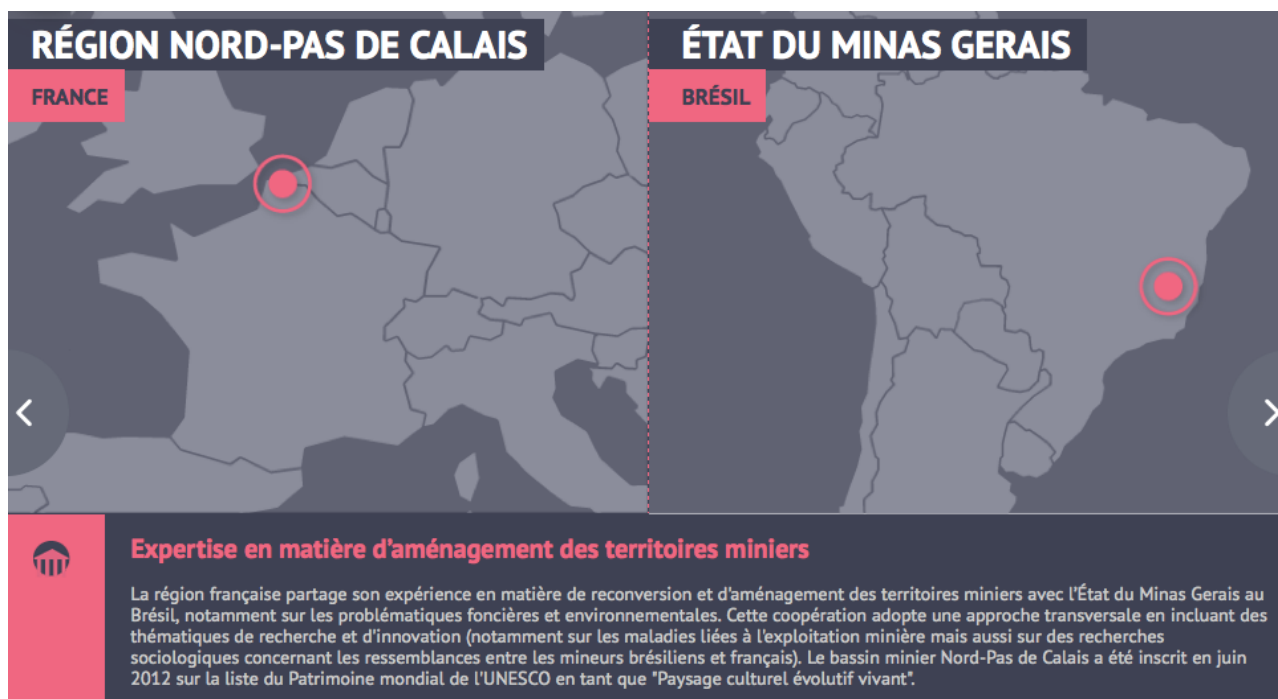 RÉGION NORD-PAS DE CALAIS
FRANCE
ÉTAT DU MINAS GERAIS
BRÉSIL
Expertise en matière d'aménagement des territoires miniers
La région française partage son expérience en matière de reconversion et d'aménagement des territoires miniers avec l'État du Minas Gerais au
Brésil, notamment sur les problématiques foncières et environnementales. Cette coopération adopte une approche transversale en incluant des
thématiques de recherche et d'innovation (notamment sur les maladies liées à l'exploitation minière mais aussi sur des recherches
sociologiques concernant les ressemblances entre les mineurs brésiliens et français). Le bassin minier Nord-Pas de Calais a été inscrit en juin
2012 sur la liste du Patrimoine mondial de l'UNESCO en tant que "Paysage culturel évolutif vivant".